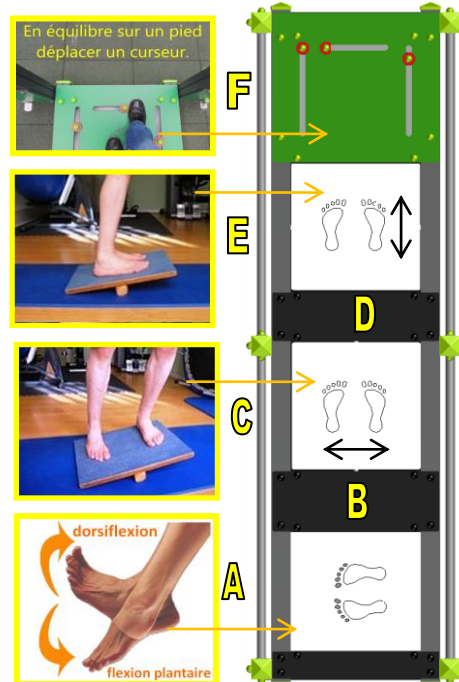 En équilibre sur un pied
déplacer un curseur.
F
E
D
C
B
dorsiflexion
A
flexion plantaire